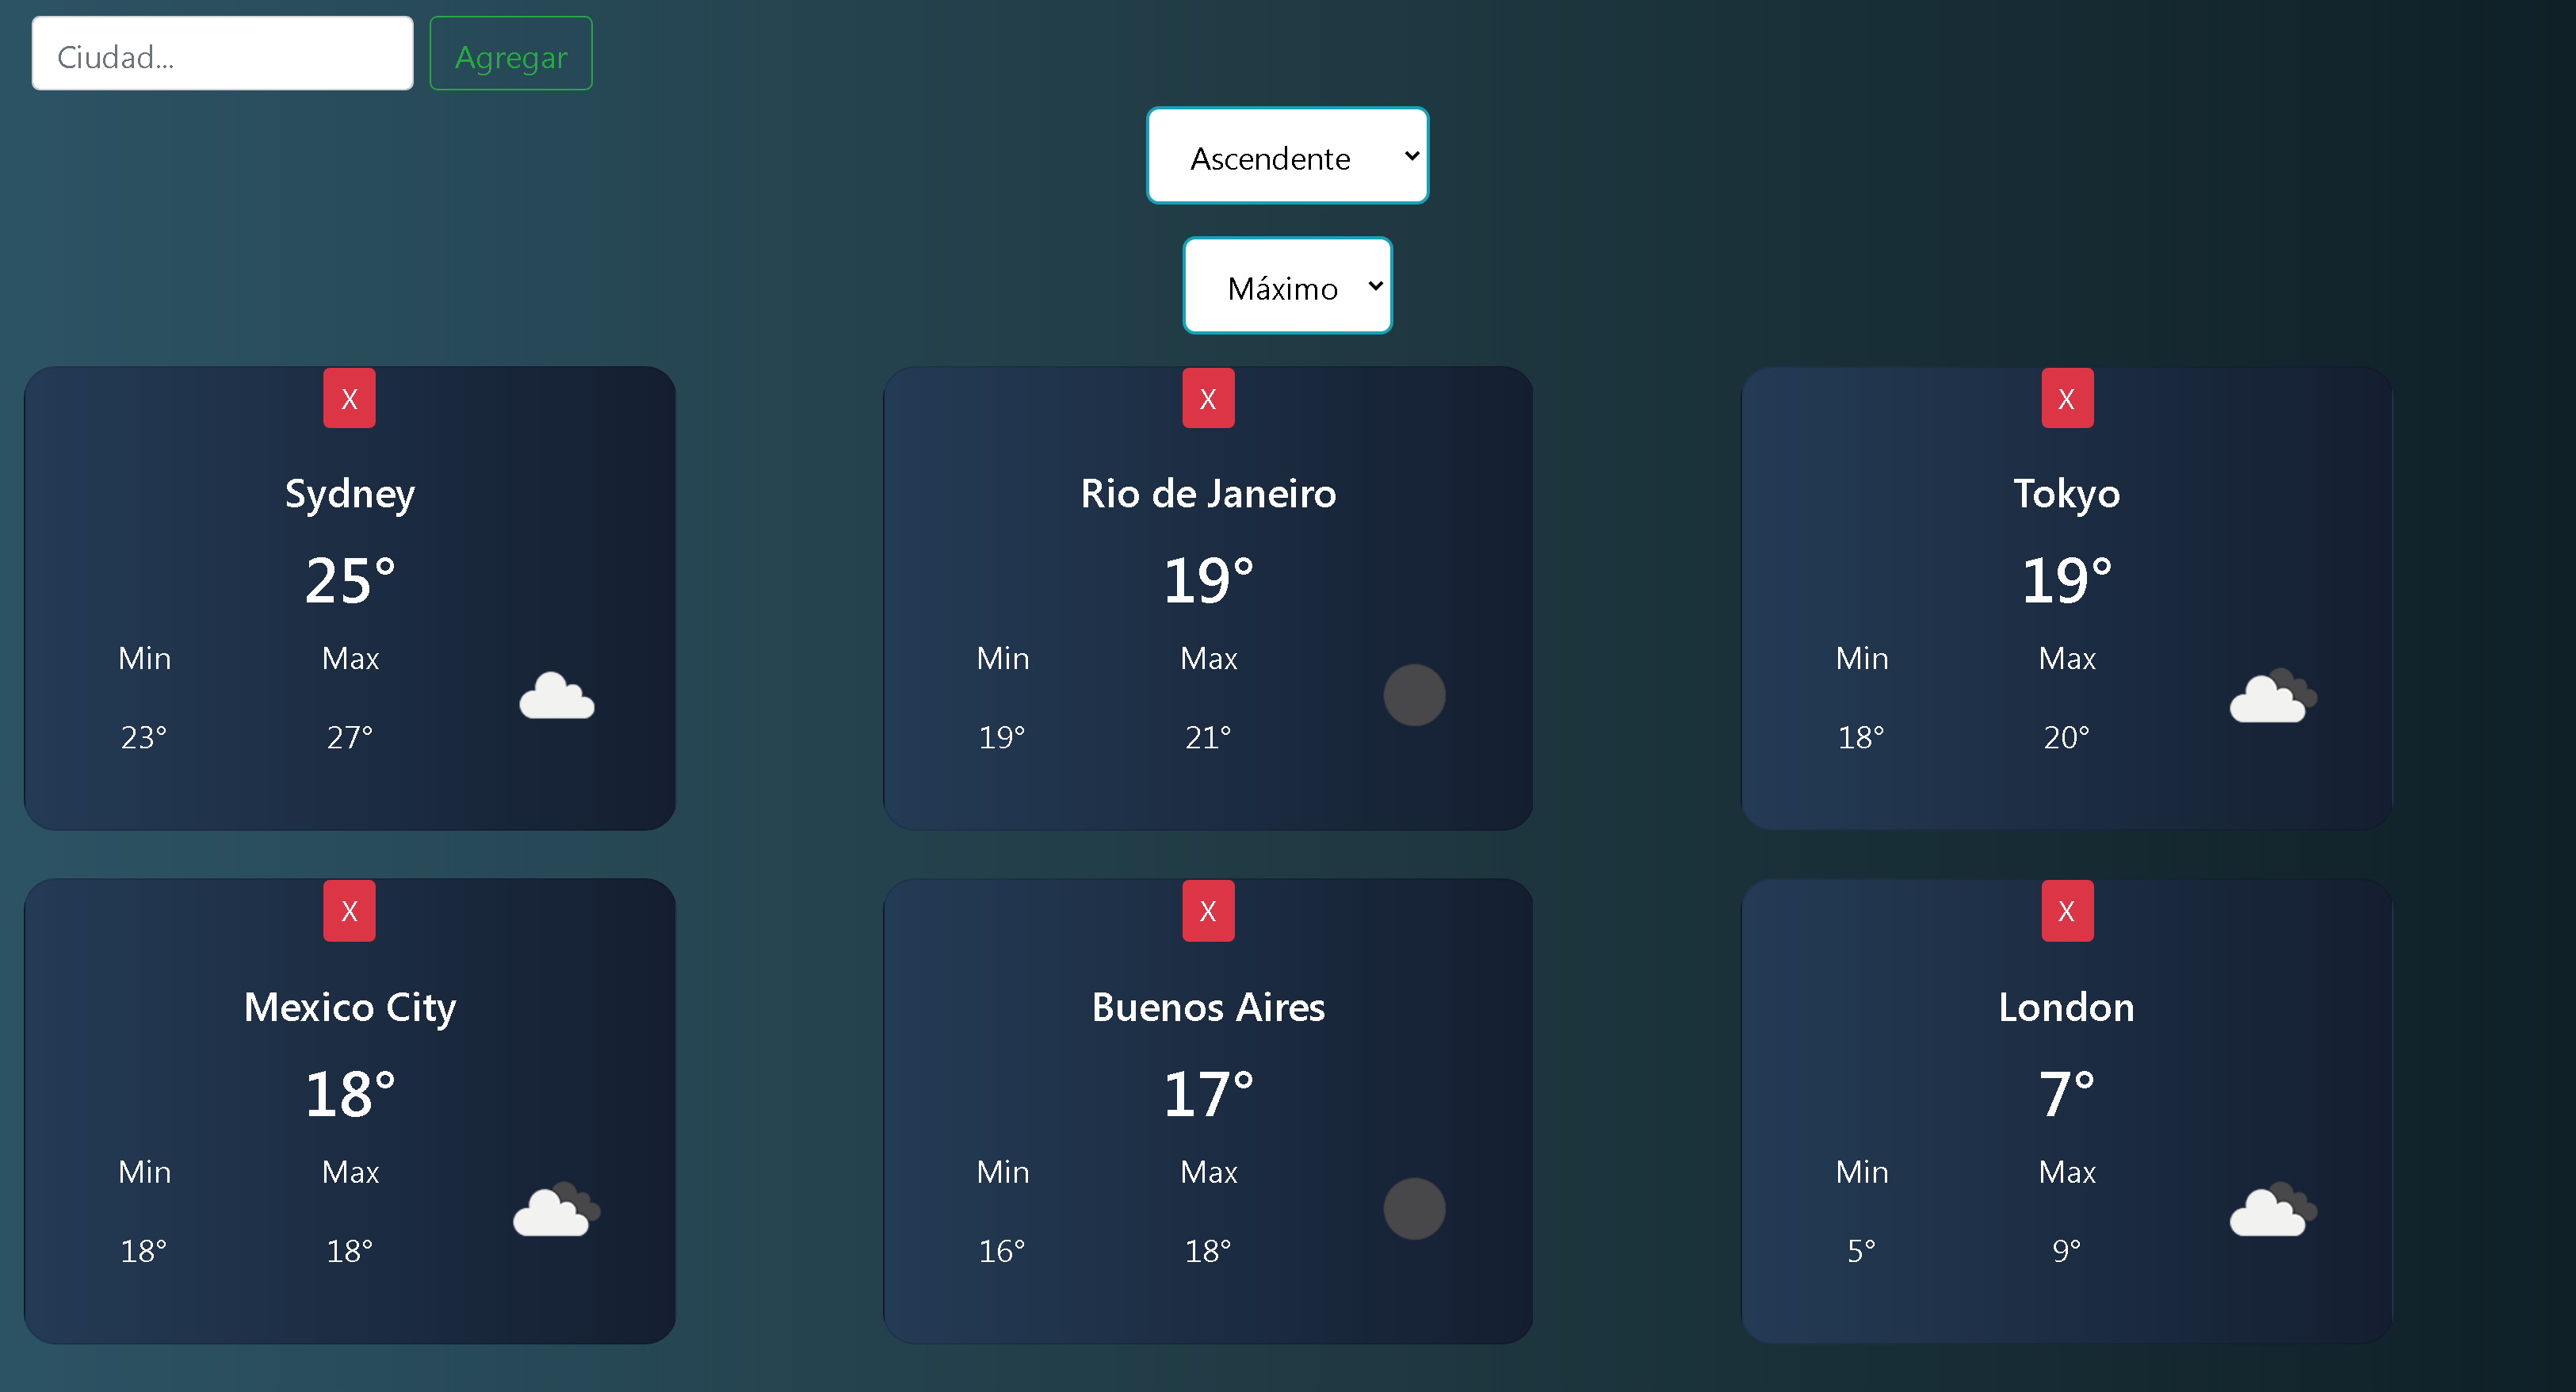 Ciudad...
Agregar
Ascendente
Máximo
X
Sydney
25°
Min
Max
23°
27°
X
Rio de Janeiro
19°
Min
Max
19°
21°
X
Tokyo
19°
Min
Max
18°
20°
X
Mexico City
18°
Min
Max
18°
18°
X
Buenos Aires
17°
Min
Max
16°
18°
X
London
7°
Min
Max
5°
9°